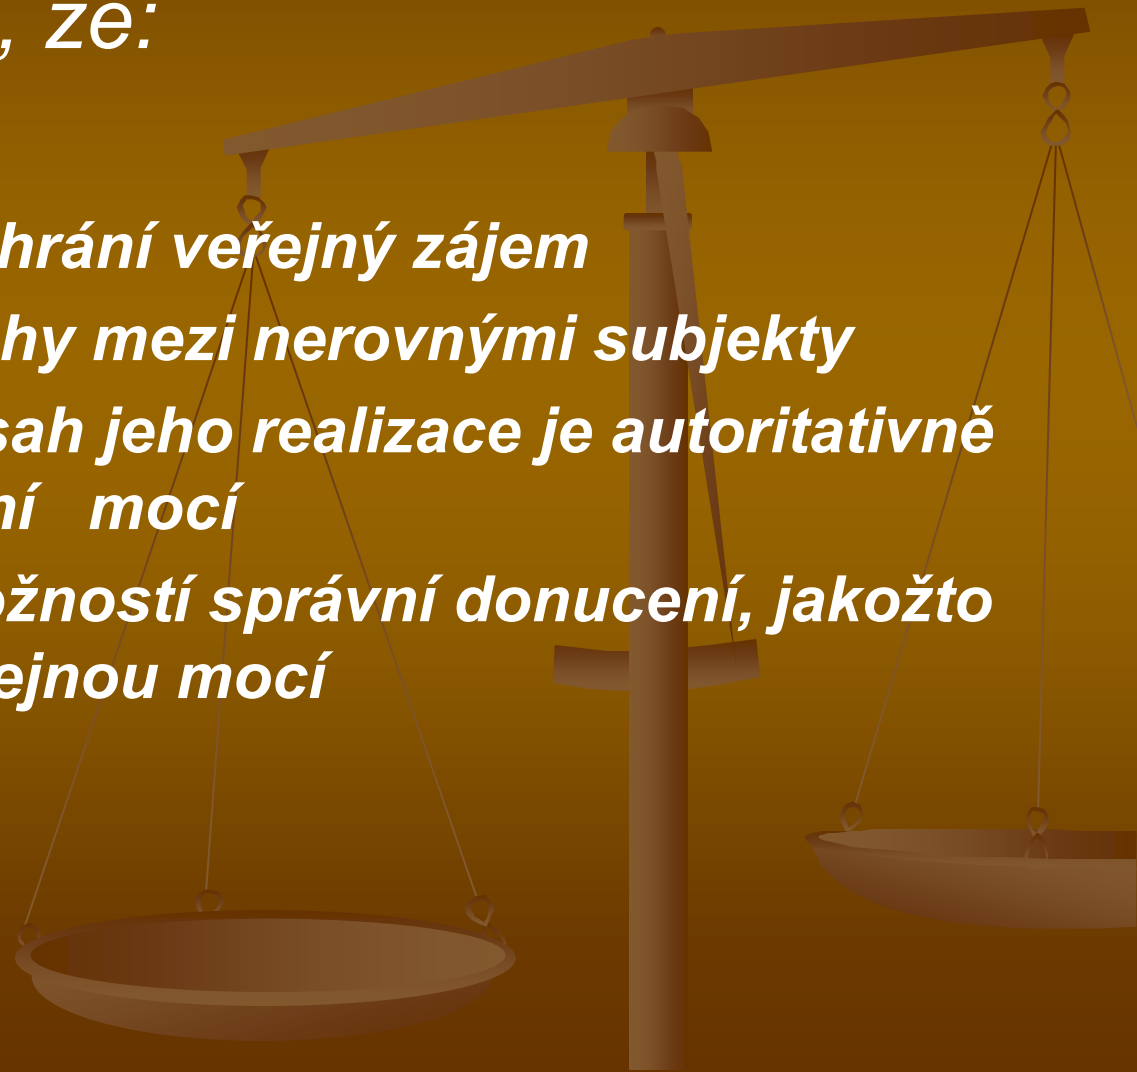 , že:
hrání veřejný zájem
hy mezi nerovnými subjekty
sah jeho realizace je autoritativně
ní mocí
ožností správní donucení, jakožto
ejnou mocí